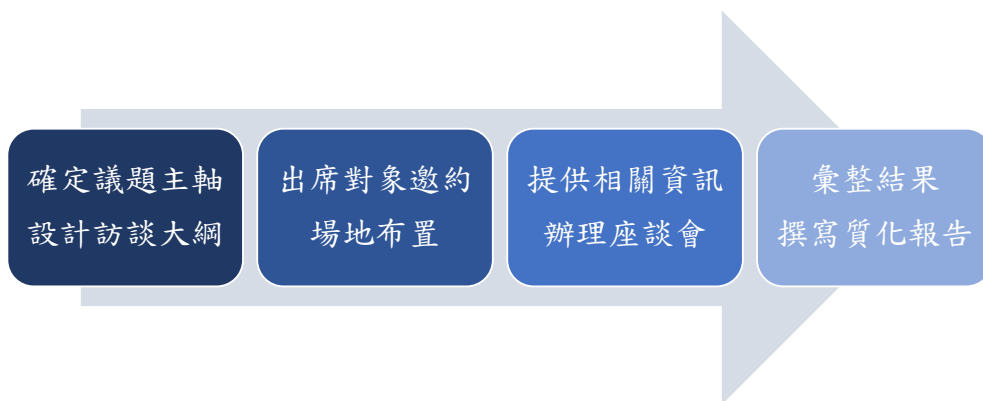 確定議題主軸
設計訪談大綱
出席對象邀約
場地布置
提供相關資訊
辦理座談會
彙整結果
撰寫質化報告